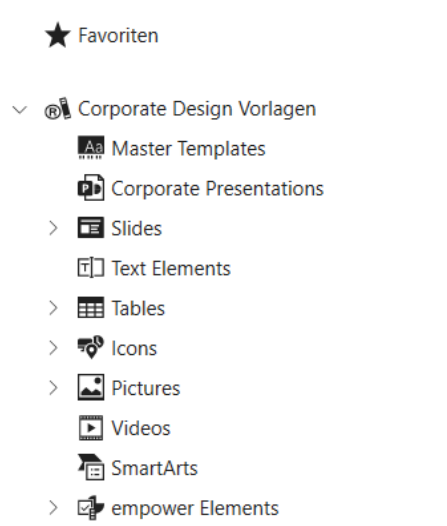 Favoriten
Corporate Design Vorlagen
Master Templates
Corporate Presentations
Slides
Text Elements
Tables
Icons
Pictures
Videos
SmartArts
empower Elements